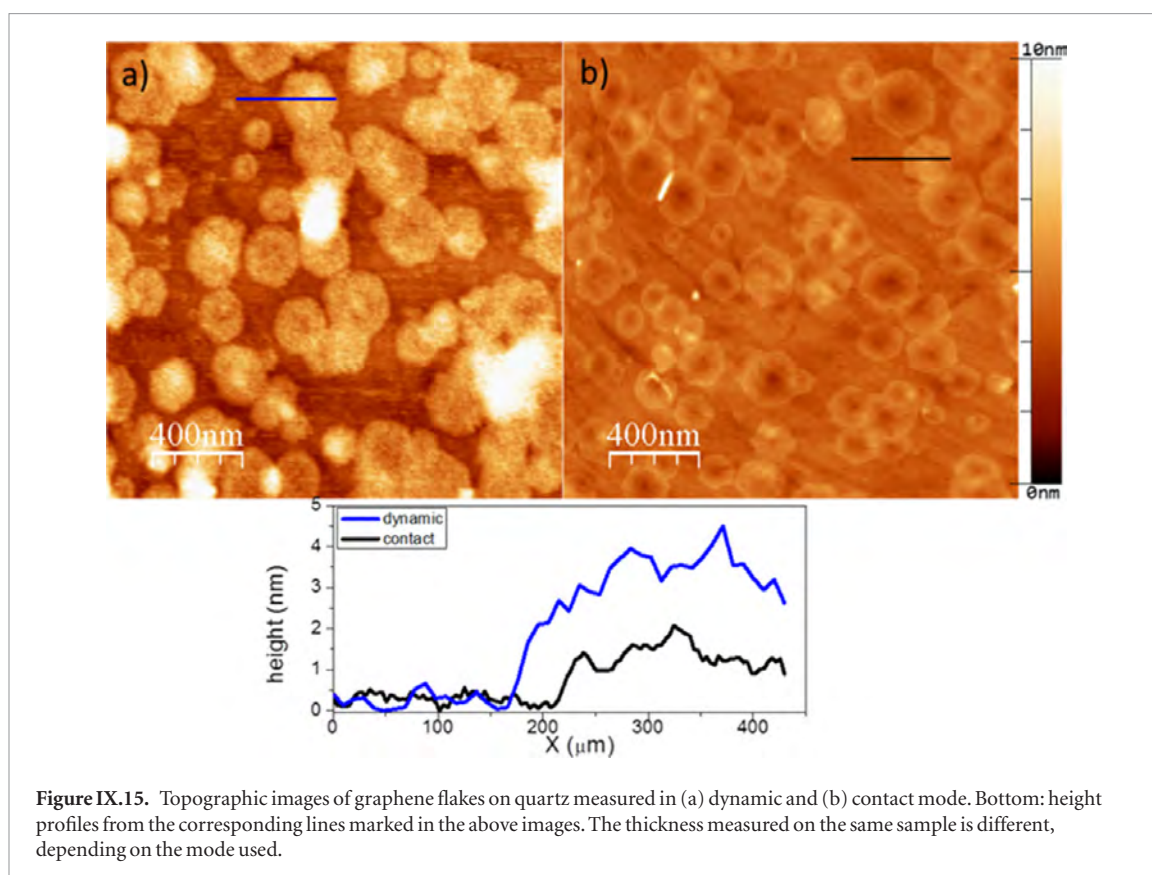 a)
b)
10nm
400nm
400nm
0nm
5
4
3
2
1
0
dynamic
contact
height (nm)
0
100
200
300
400
X (μm)
Figure IX.15. Topographic images of graphene flakes on quartz measured in (a) dynamic and (b) contact mode. Bottom: height
profiles from the corresponding lines marked in the above images. The thickness measured on the same sample is different,
depending on the mode used.